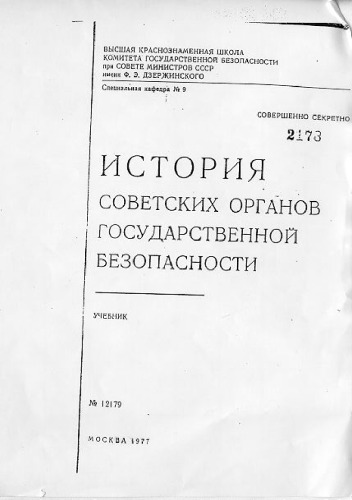 ВЫСШАЯ КРАСНОЗНАМЕННАЯ ШКОЛА
КОМИТЕТА ГОСУДАРСТВЕННОЙ БЕЗОПАСНОСТИ
при СОВЕТЕ МИНИСТРОВ СССР
имени Ф. Э. ДЗЕРЖИНСКОГО
Специальная кафедра № 9
СОВЕРШЕННО СЕКРЕТНО
2173
ИСТОРИЯ
СОВЕТСКИХ ОРГАНОВ
ГОСУДАРСТВЕННОЙ
БЕЗОПАСНОСТИ
УЧЕБНИК
№ 12179
МОСКВА 1977